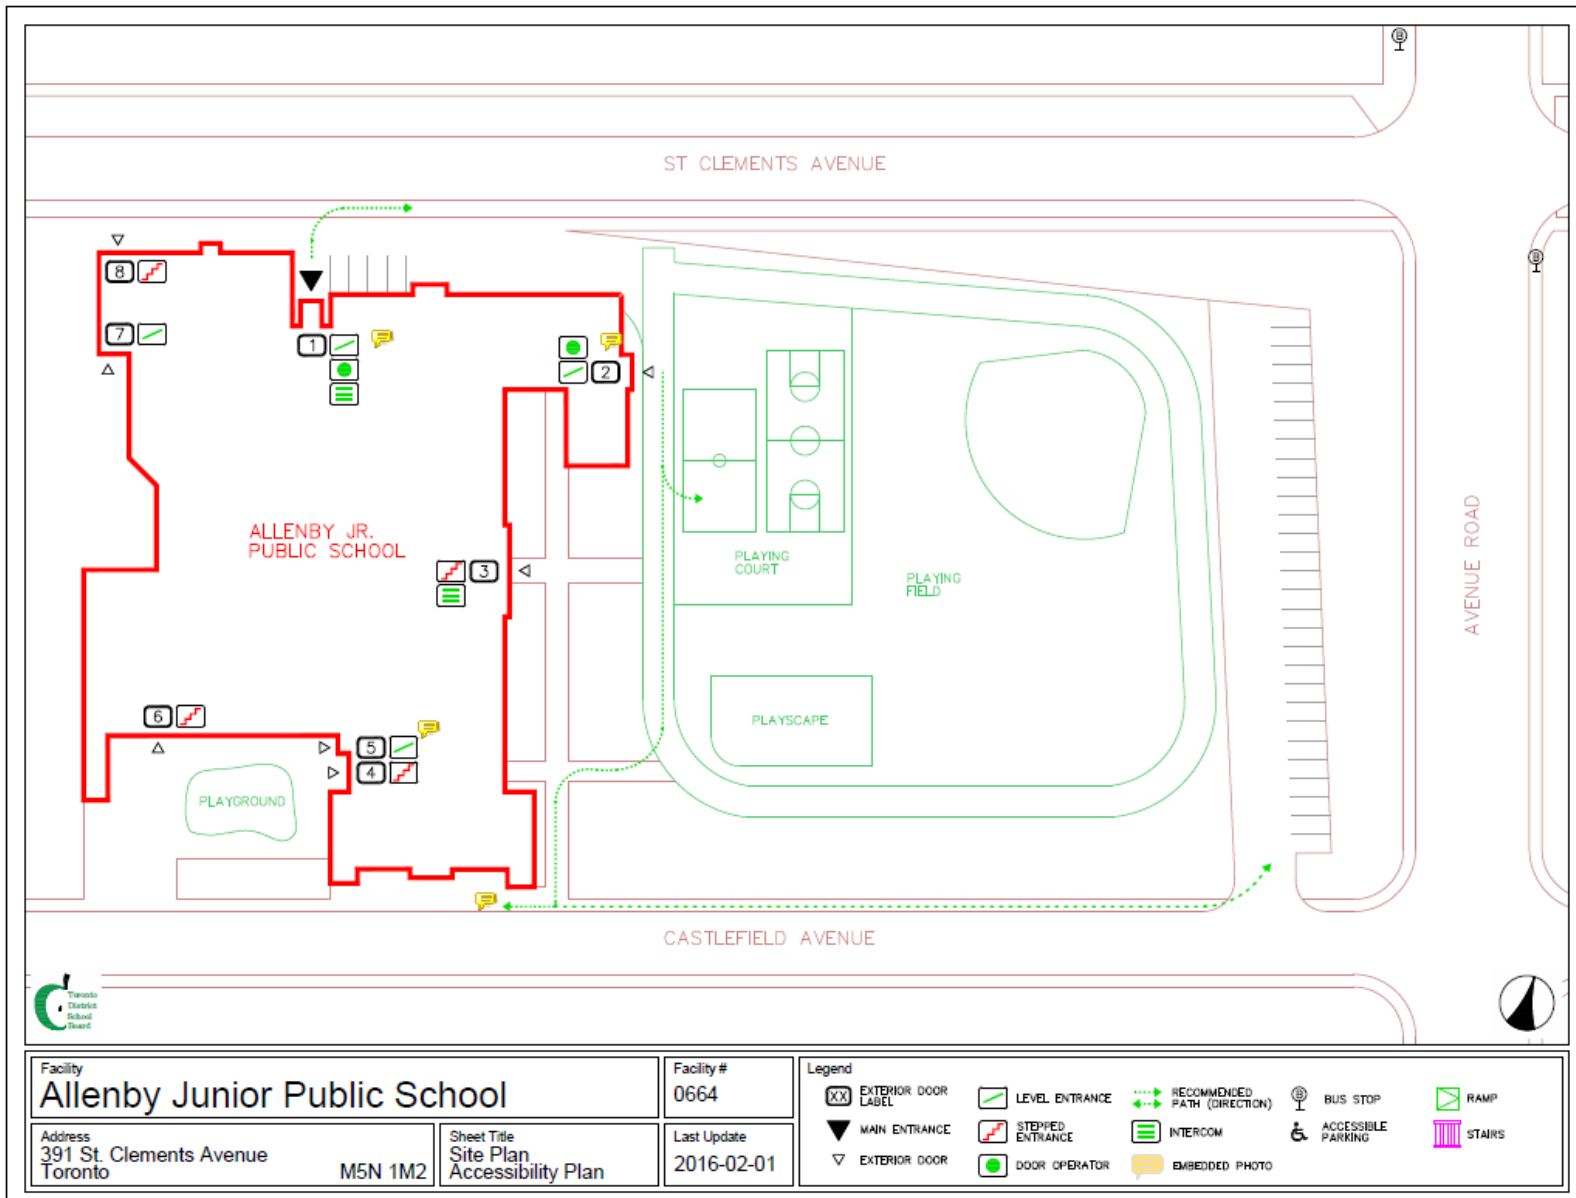 B
ST CLEMENTS AVENUE
B
8
7
1
2
ALLENBY JR.
PUBLIC SCHOOL
3
PLAYING
COURT
PLAYING
FIELD
AVENUE ROAD
6
5
4
PLAYSCAPE
PLAYGROUND
CASTLEFIELD AVENUE
Toronto
District
School
Board
Facility
Allenby Junior Public School
Facility #
0664
Address
391 St. Clements Avenue
Toronto M5N 1M2
Sheet Title
Site Plan
Accessibility Plan
Last Update
2016-02-01
Legend
XX EXTERIOR DOOR
LABEL
MAIN ENTRANCE
EXTERIOR DOOR
LEVEL ENTRANCE
STEPPED
ENTRANCE
DOOR OPERATOR
RECOMMENDED
PATH (DIRECTION)
INTERCOM
EMBEDDED PHOTO
B BUS STOP
ACCESSIBLE
PARKING
RAMP
STAIRS